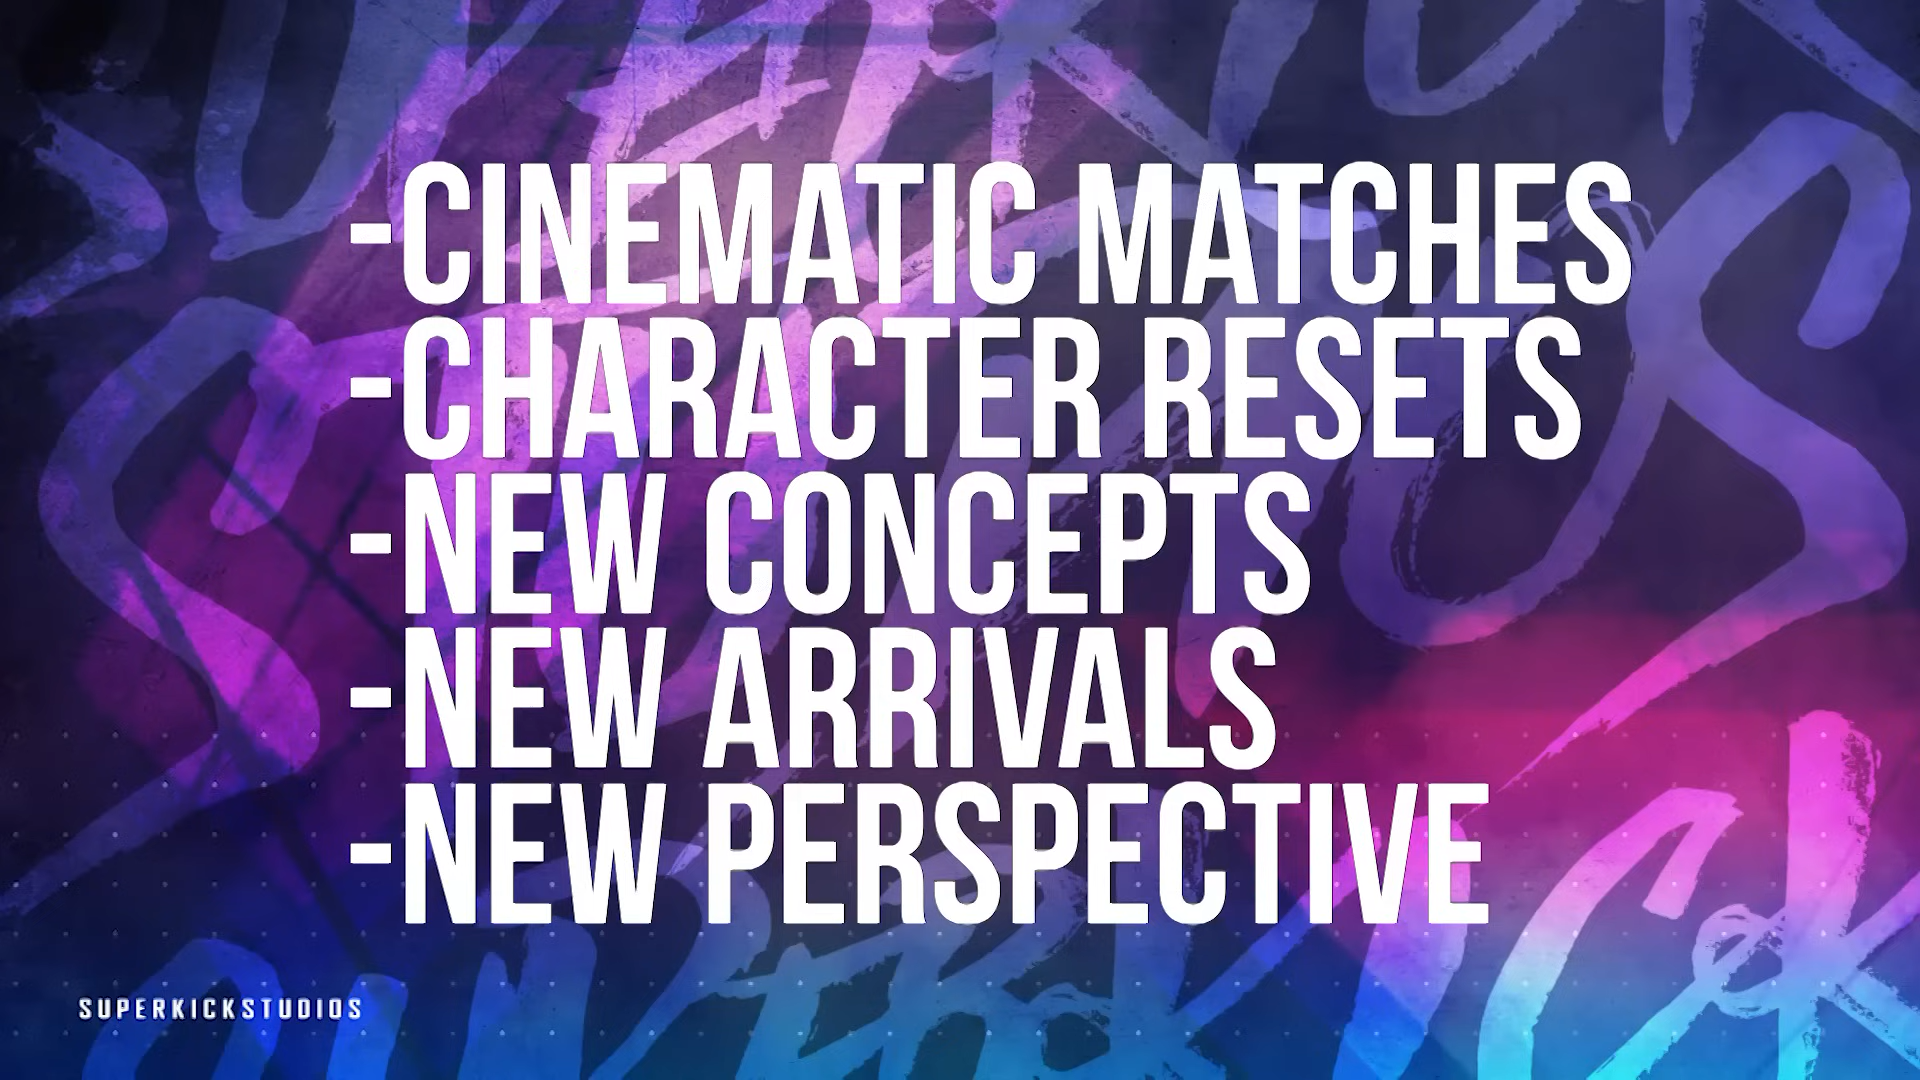 -CINEMATIC MATCHES
-CHARACTER RESETS
-NEW CONCEPTS
-NEW ARRIVALS
-NEW PERSPECTIVE
SUPERKICKSTUDIOS